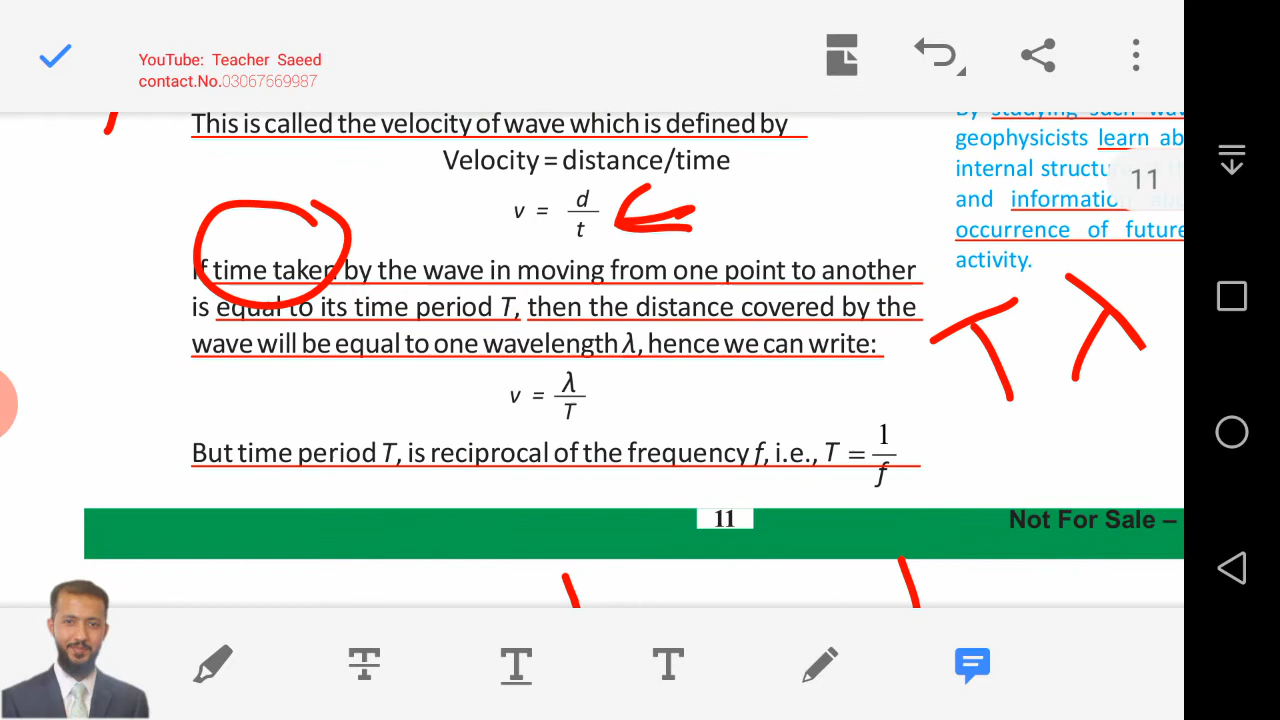 YouTube: Teacher Saeed
contact.No.03067669987
This is called the velocity of wave which is defined by
Velocity = distance/time
v = d/t
If time taken by the wave in moving from one point to another
is equal to its time period T, then the distance covered by the
wave will be equal to one wavelength λ, hence we can write:
v = λ/T
But time period T, is reciprocal of the frequency f, i.e., T = 1/f
By studying such
geophysicists learn
internal
and information
occurrence of future
activity.
11
T λ
11
Not For Sale –